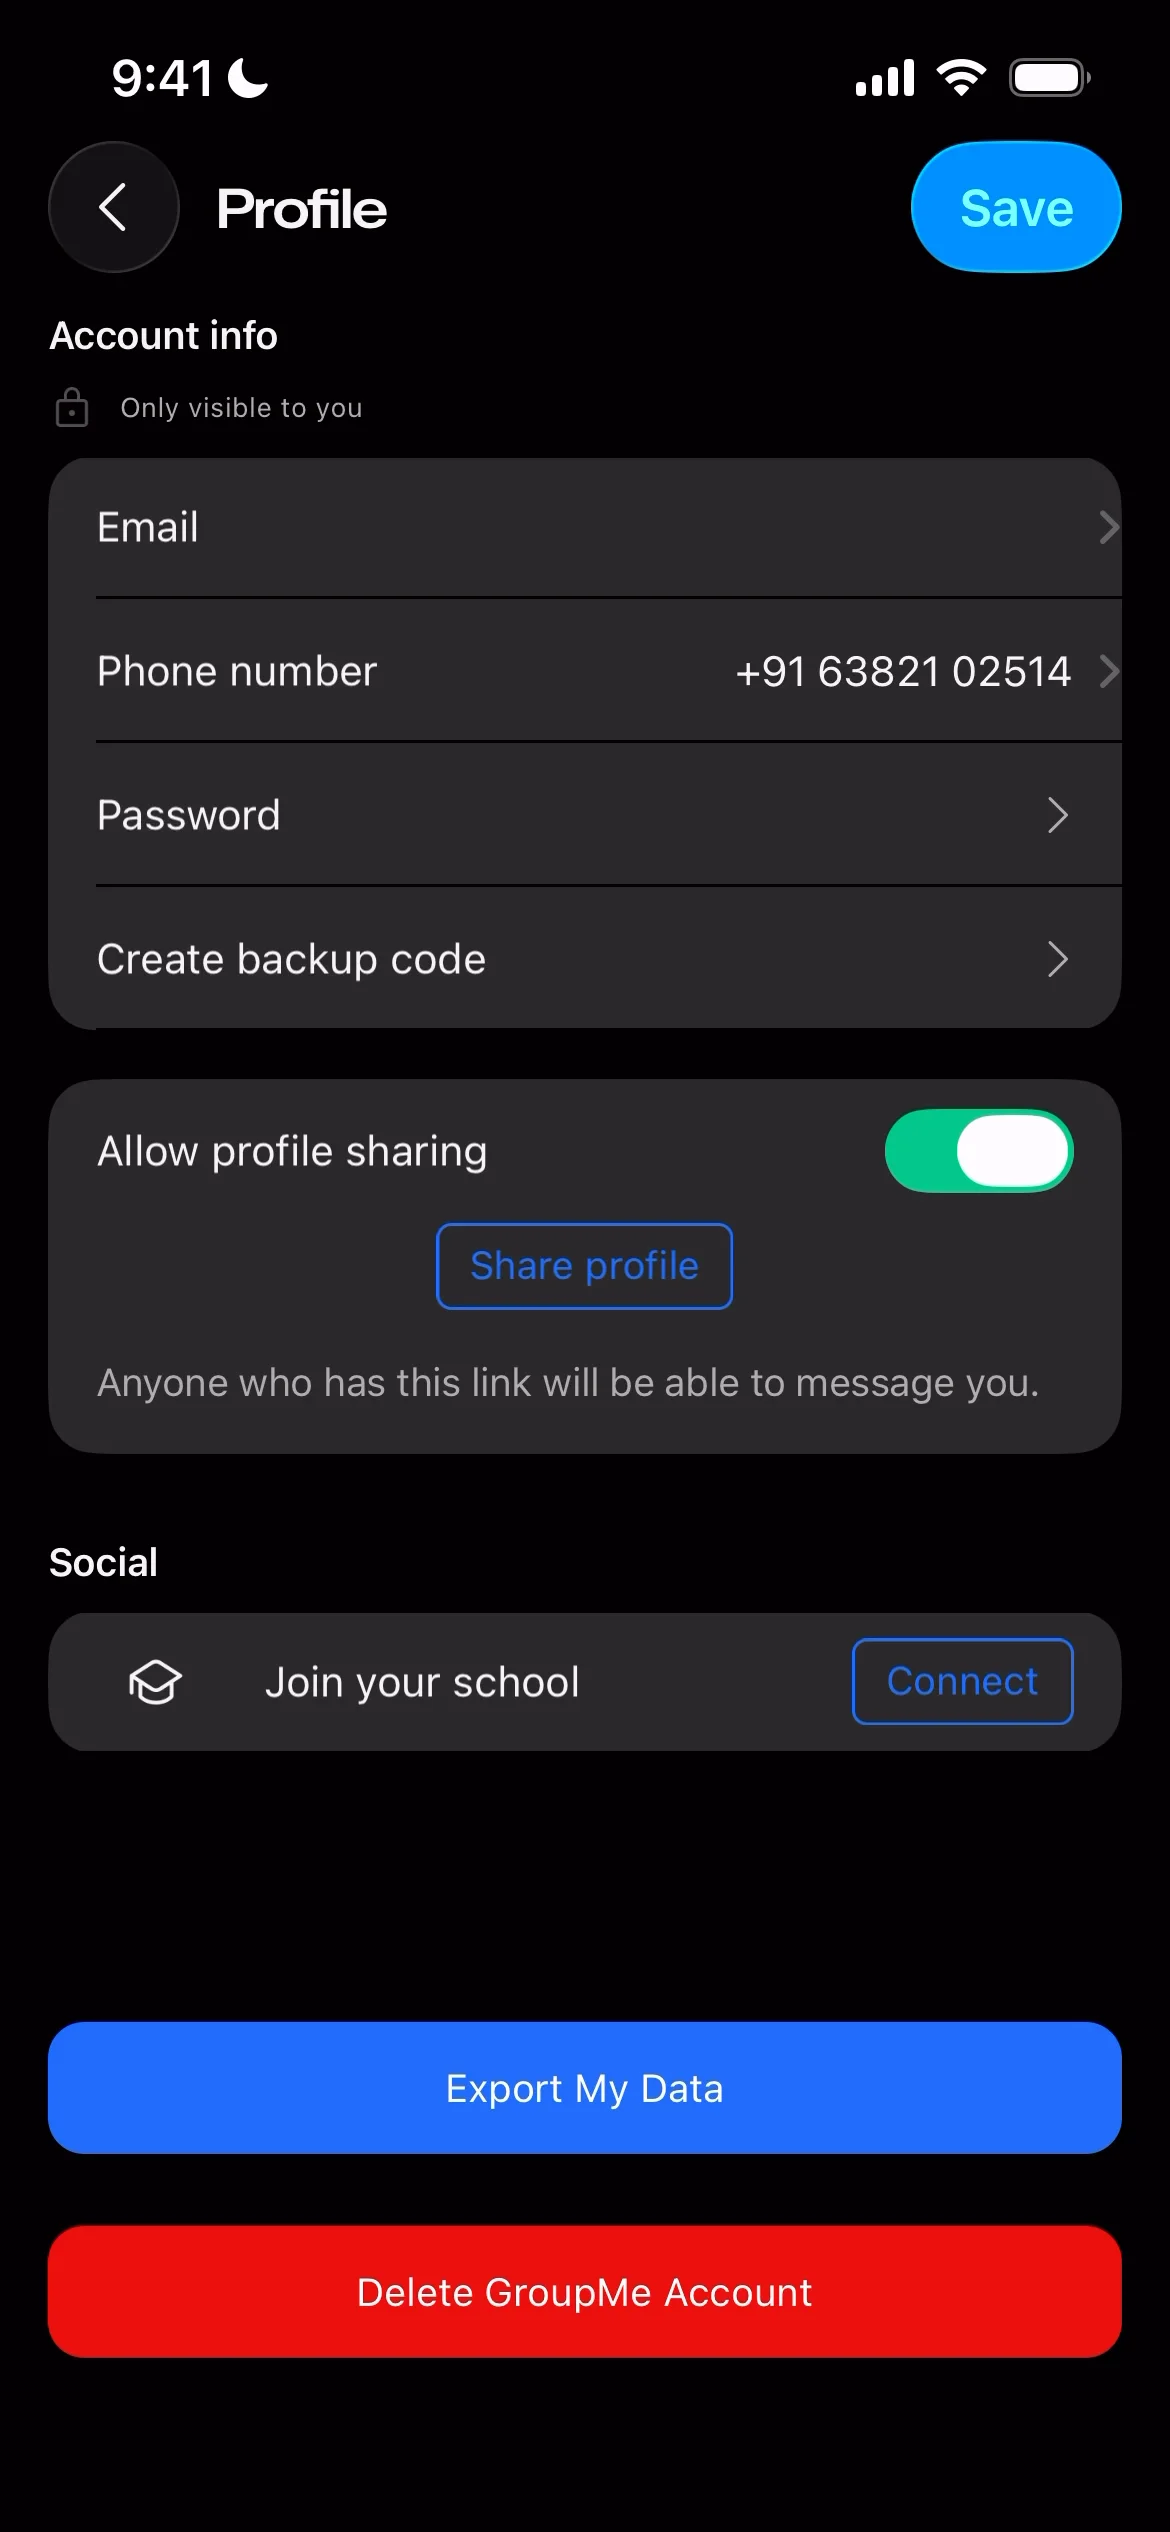 9:41
Profile
Save
Account info
Only visible to you
Email
Phone number +91 63821 02514
Password
Create backup code
Allow profile sharing
Share profile
Anyone who has this link will be able to message you.
Social
Join your school Connect
Export My Data
Delete GroupMe Account